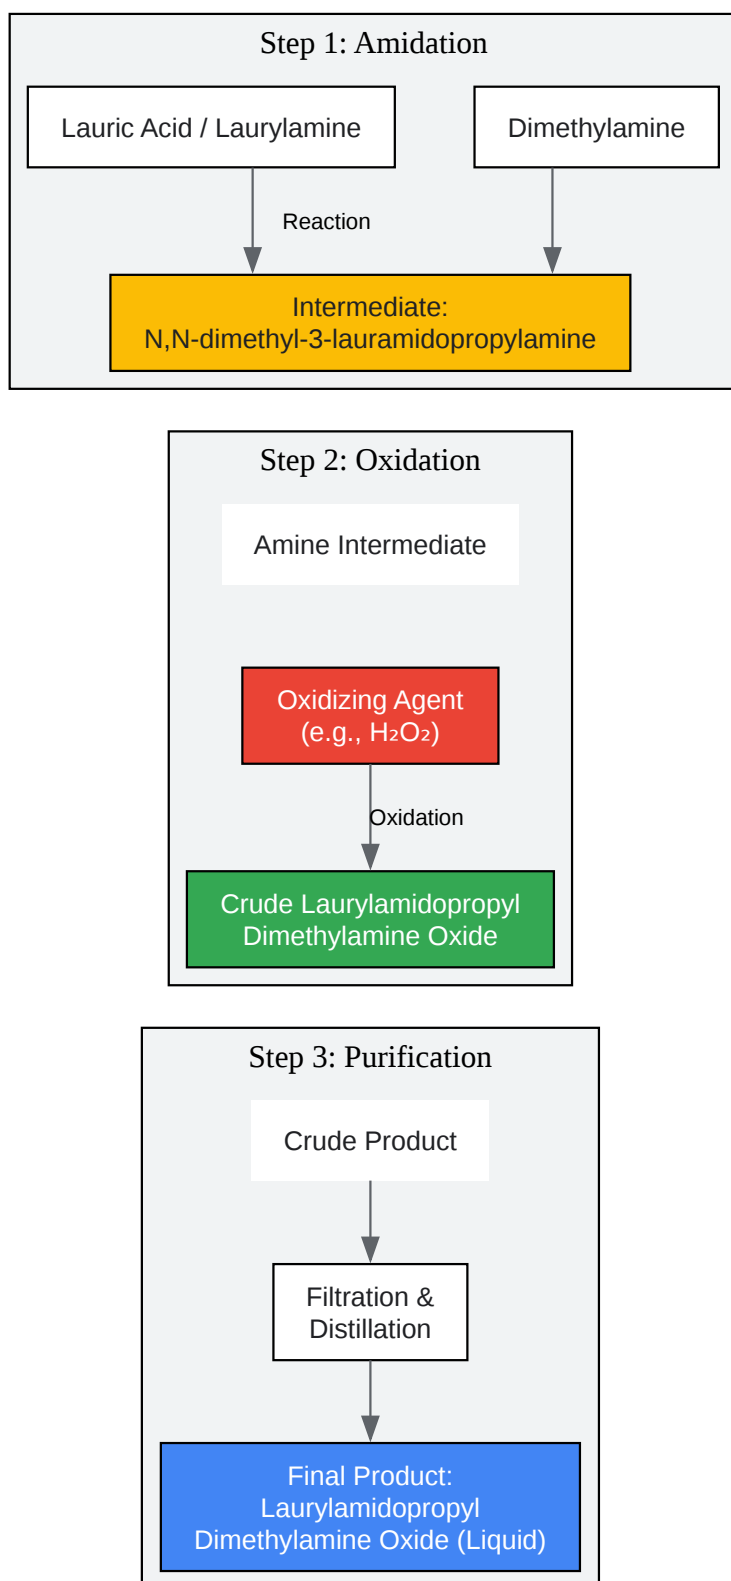 Step 1: Amidation
Lauric Acid / Laurylamine
Dimethylamine
Reaction
Intermediate:
N,N-dimethyl-3-lauramidopropylamine
Step 2: Oxidation
Amine Intermediate
Oxidizing Agent
(e.g., H₂O₂)
Oxidation
Crude Laurylamidopropyl
Dimethylamine Oxide
Step 3: Purification
Crude Product
Filtration &
Distillation
Final Product:
Laurylamidopropyl
Dimethylamine Oxide (Liquid)